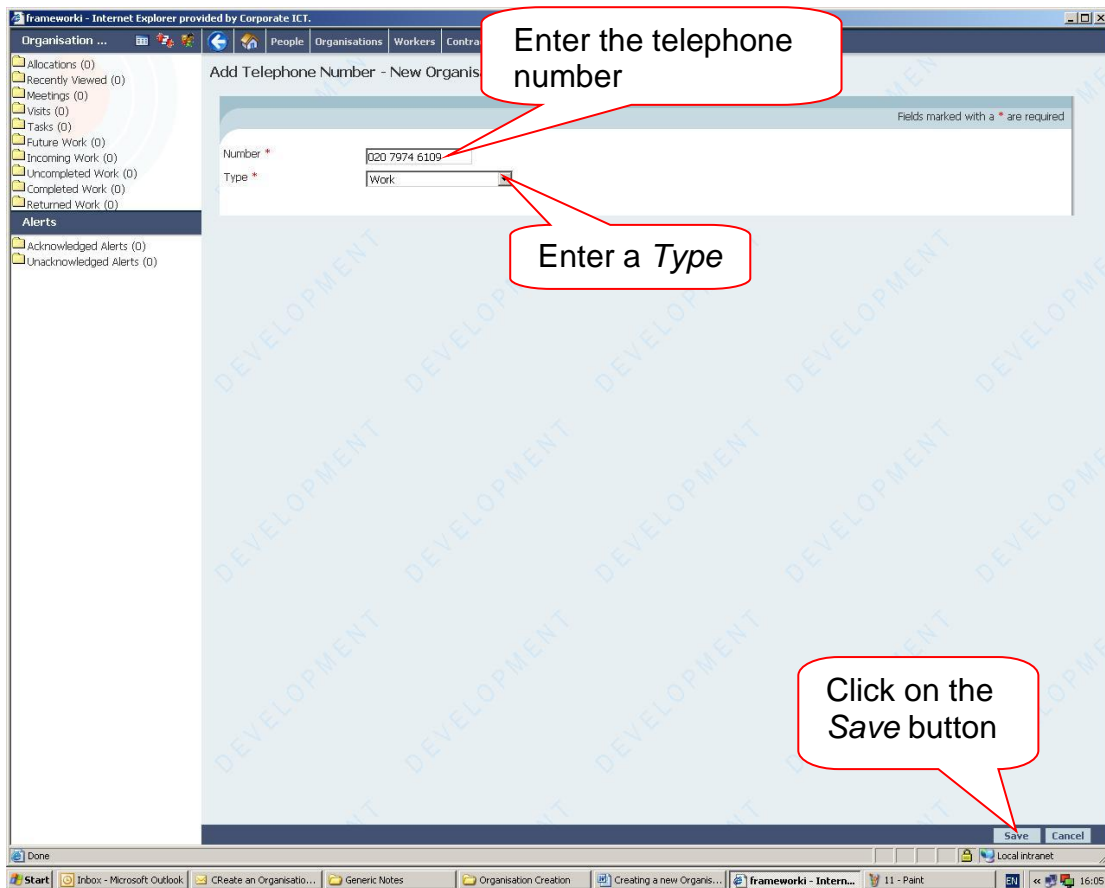 frameworki - Internet Explorer provided by Corporate ICT.
Organisation ...
People Organisations Workers
Enter the telephone
number
Allocations (0)
Recently Viewed (0)
Meetings (0)
Visits (0)
Tasks (0)
Future Work (0)
Incoming Work (0)
Uncompleted Work (0)
Completed Work (0)
Returned Work (0)
Alerts
Acknowledged Alerts (0)
Unacknowledged Alerts (0)
Add Telephone Number - New
Fields marked with a * are required
Number * 020 7974 6109
Type * Work
Enter a Type
DEVELOPMENT
Click on the
Save button
Save Cancel
Done Local intranet
Start Inbox - Microsoft Outlook CReate an Organisatio... Generic Notes Organisation Creation Creating a new Organis... frameworki - Intern... 11 - Paint EN « 16:05